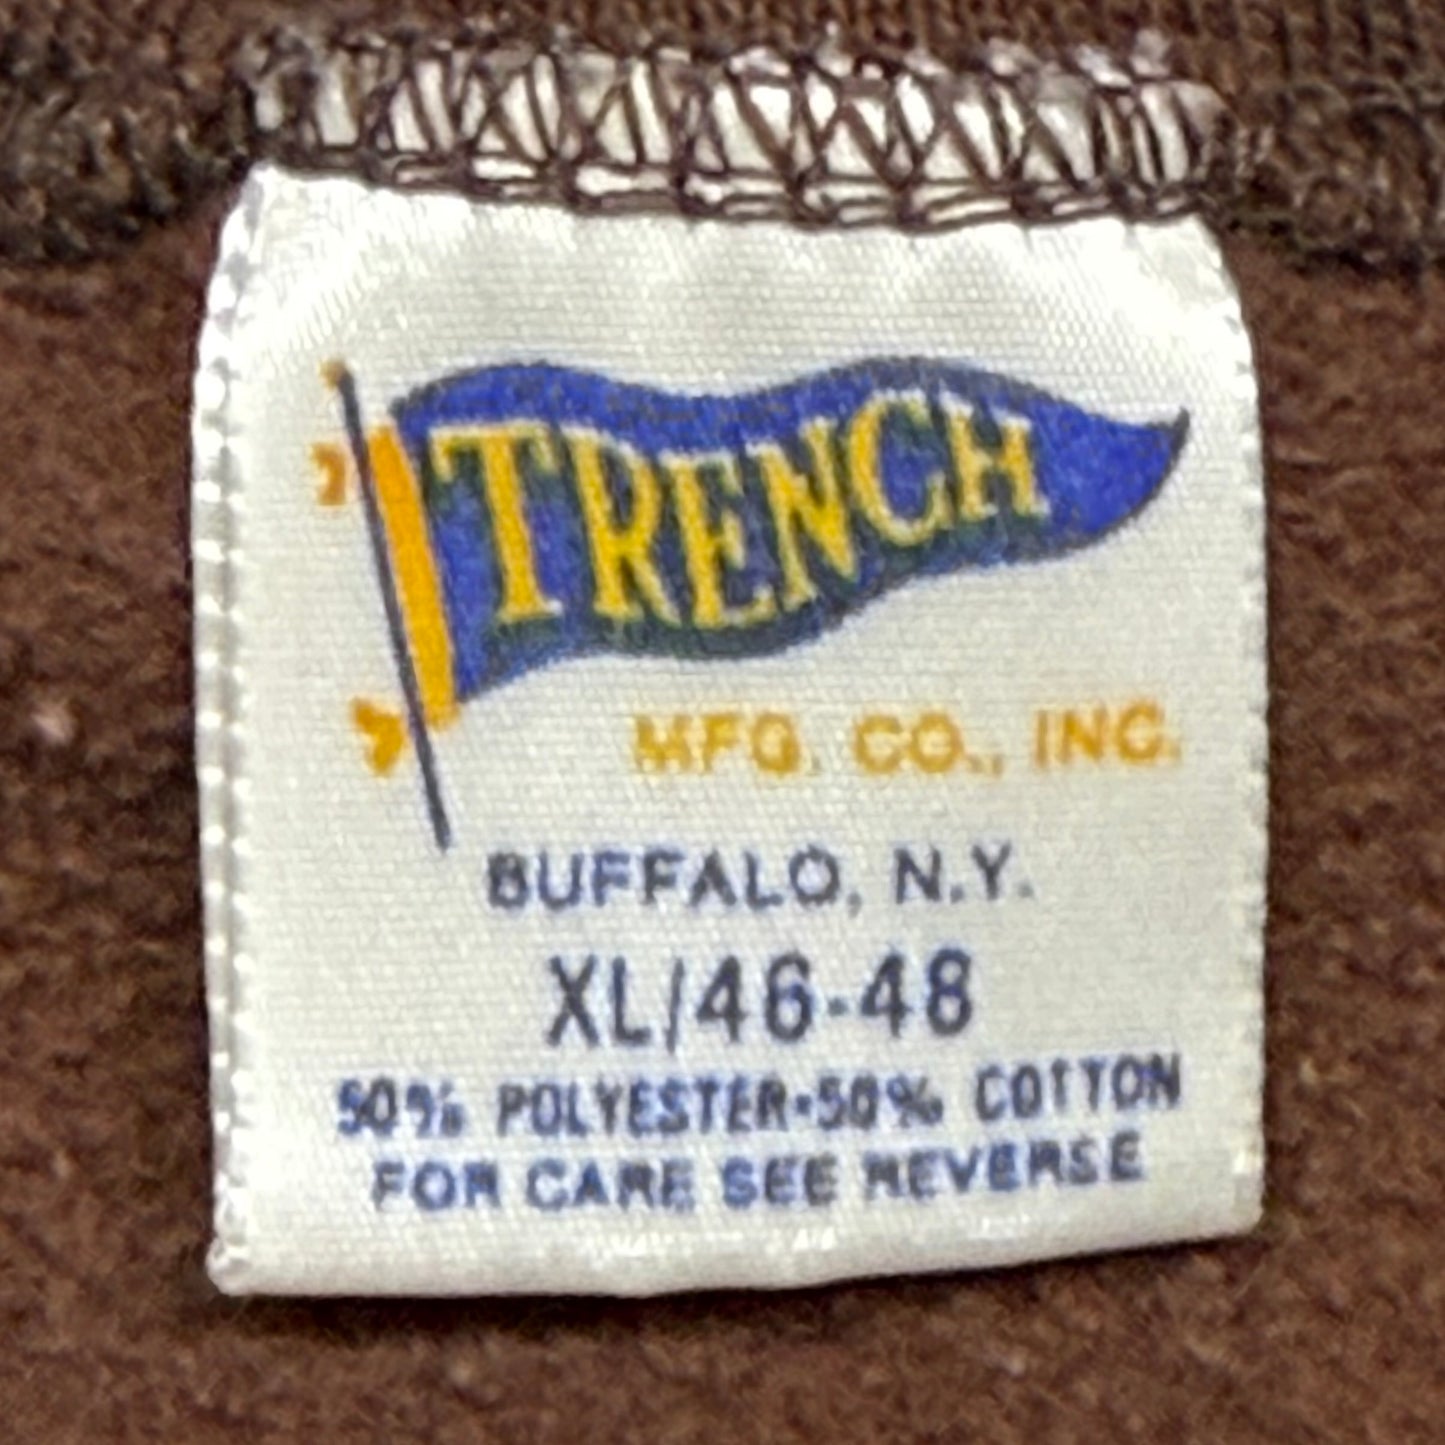 TRENCH
MFG. CO., INC.
BUFFALO, N.Y.
XL/46-48
50% POLYESTER•50% COTTON
FOR CARE SEE REVERSE